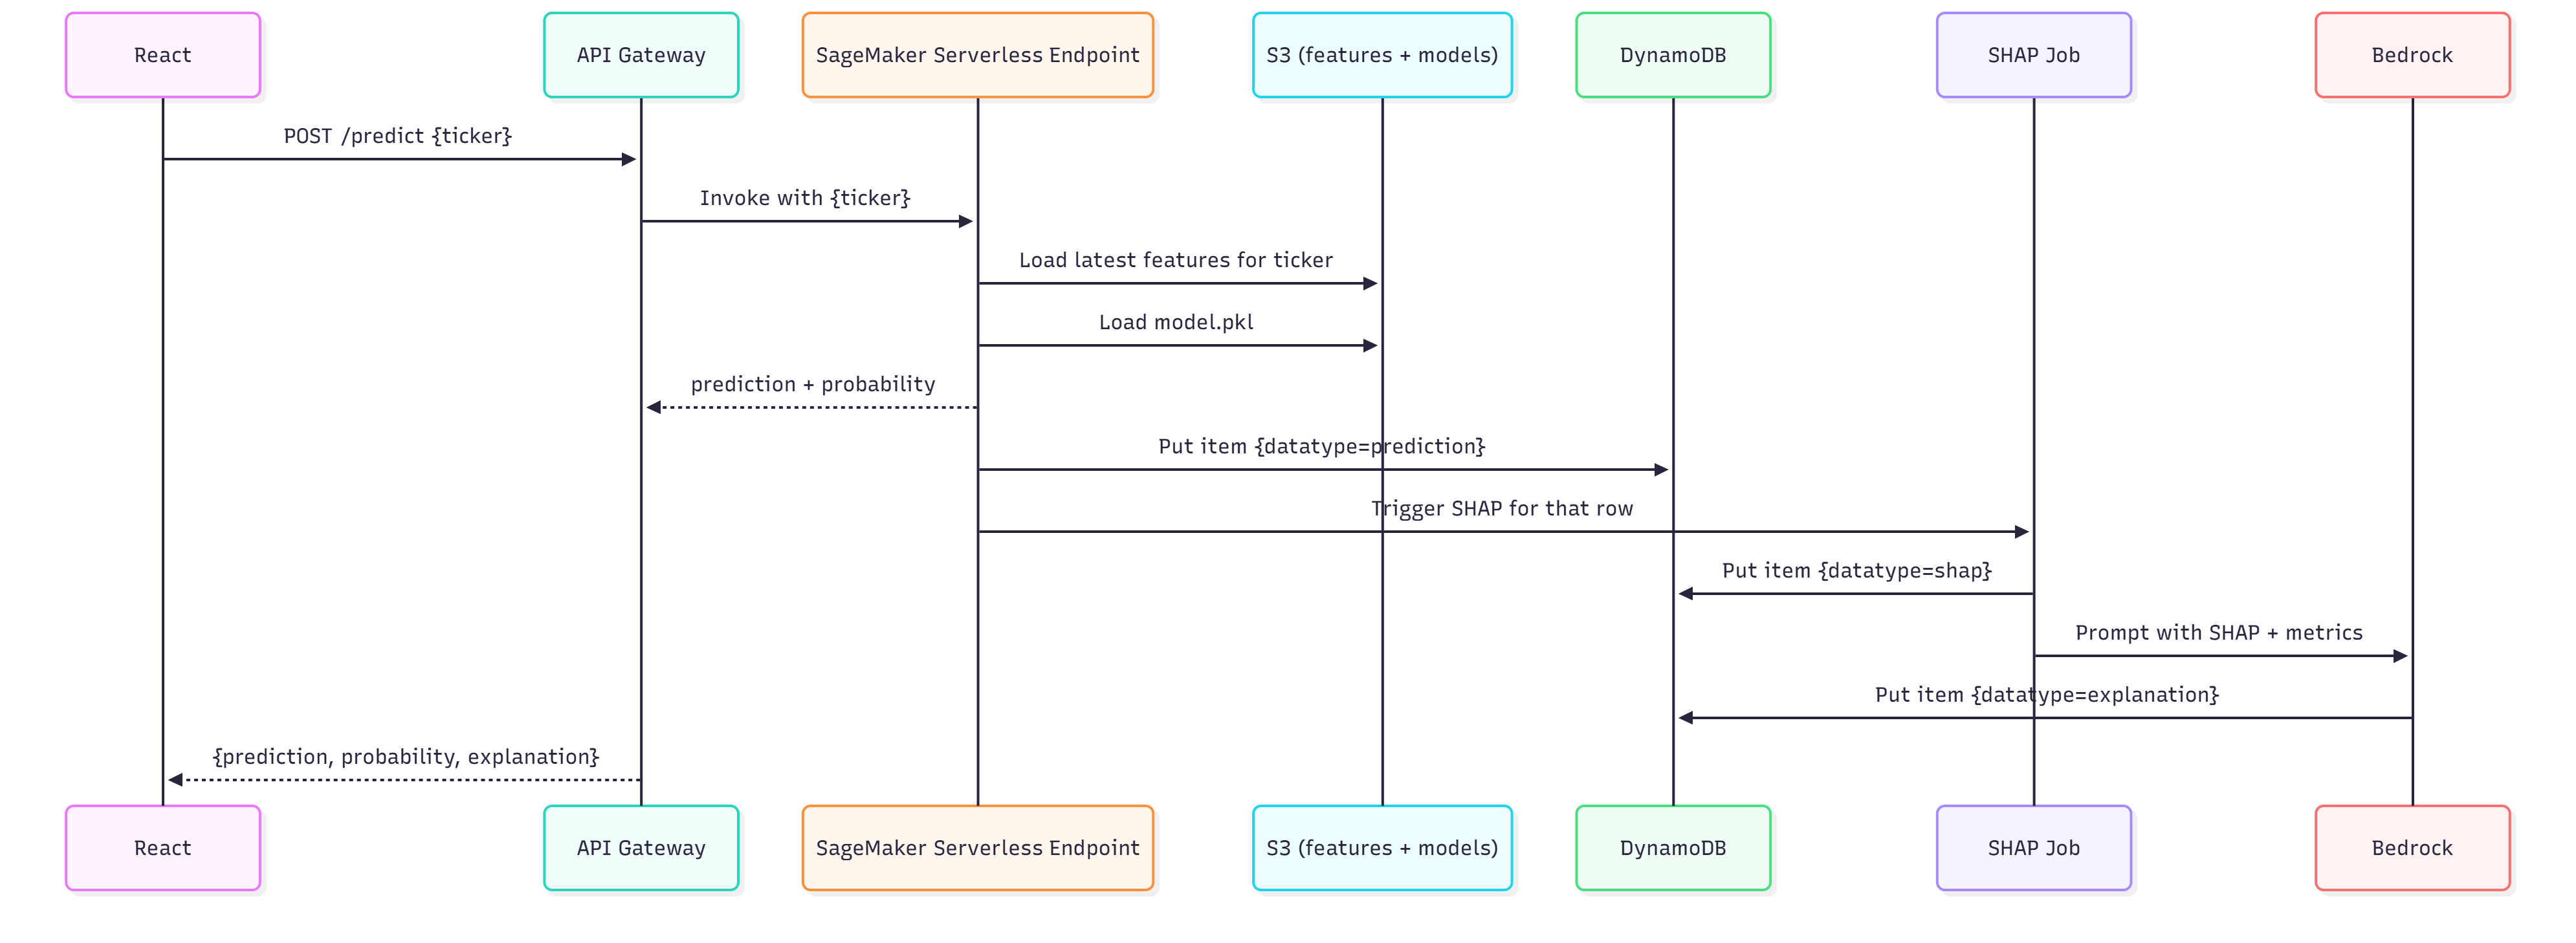 React
API Gateway
SageMaker Serverless Endpoint
S3 (features + models)
DynamoDB
SHAP Job
Bedrock
POST /predict {ticker}
Invoke with {ticker}
Load latest features for ticker
Load model.pkl
prediction + probability
Put item {datatype=prediction}
Trigger SHAP for that row
Put item {datatype=shap}
Prompt with SHAP + metrics
Put item {datatype=explanation}
{prediction, probability, explanation}
React
API Gateway
SageMaker Serverless Endpoint
S3 (features + models)
DynamoDB
SHAP Job
Bedrock